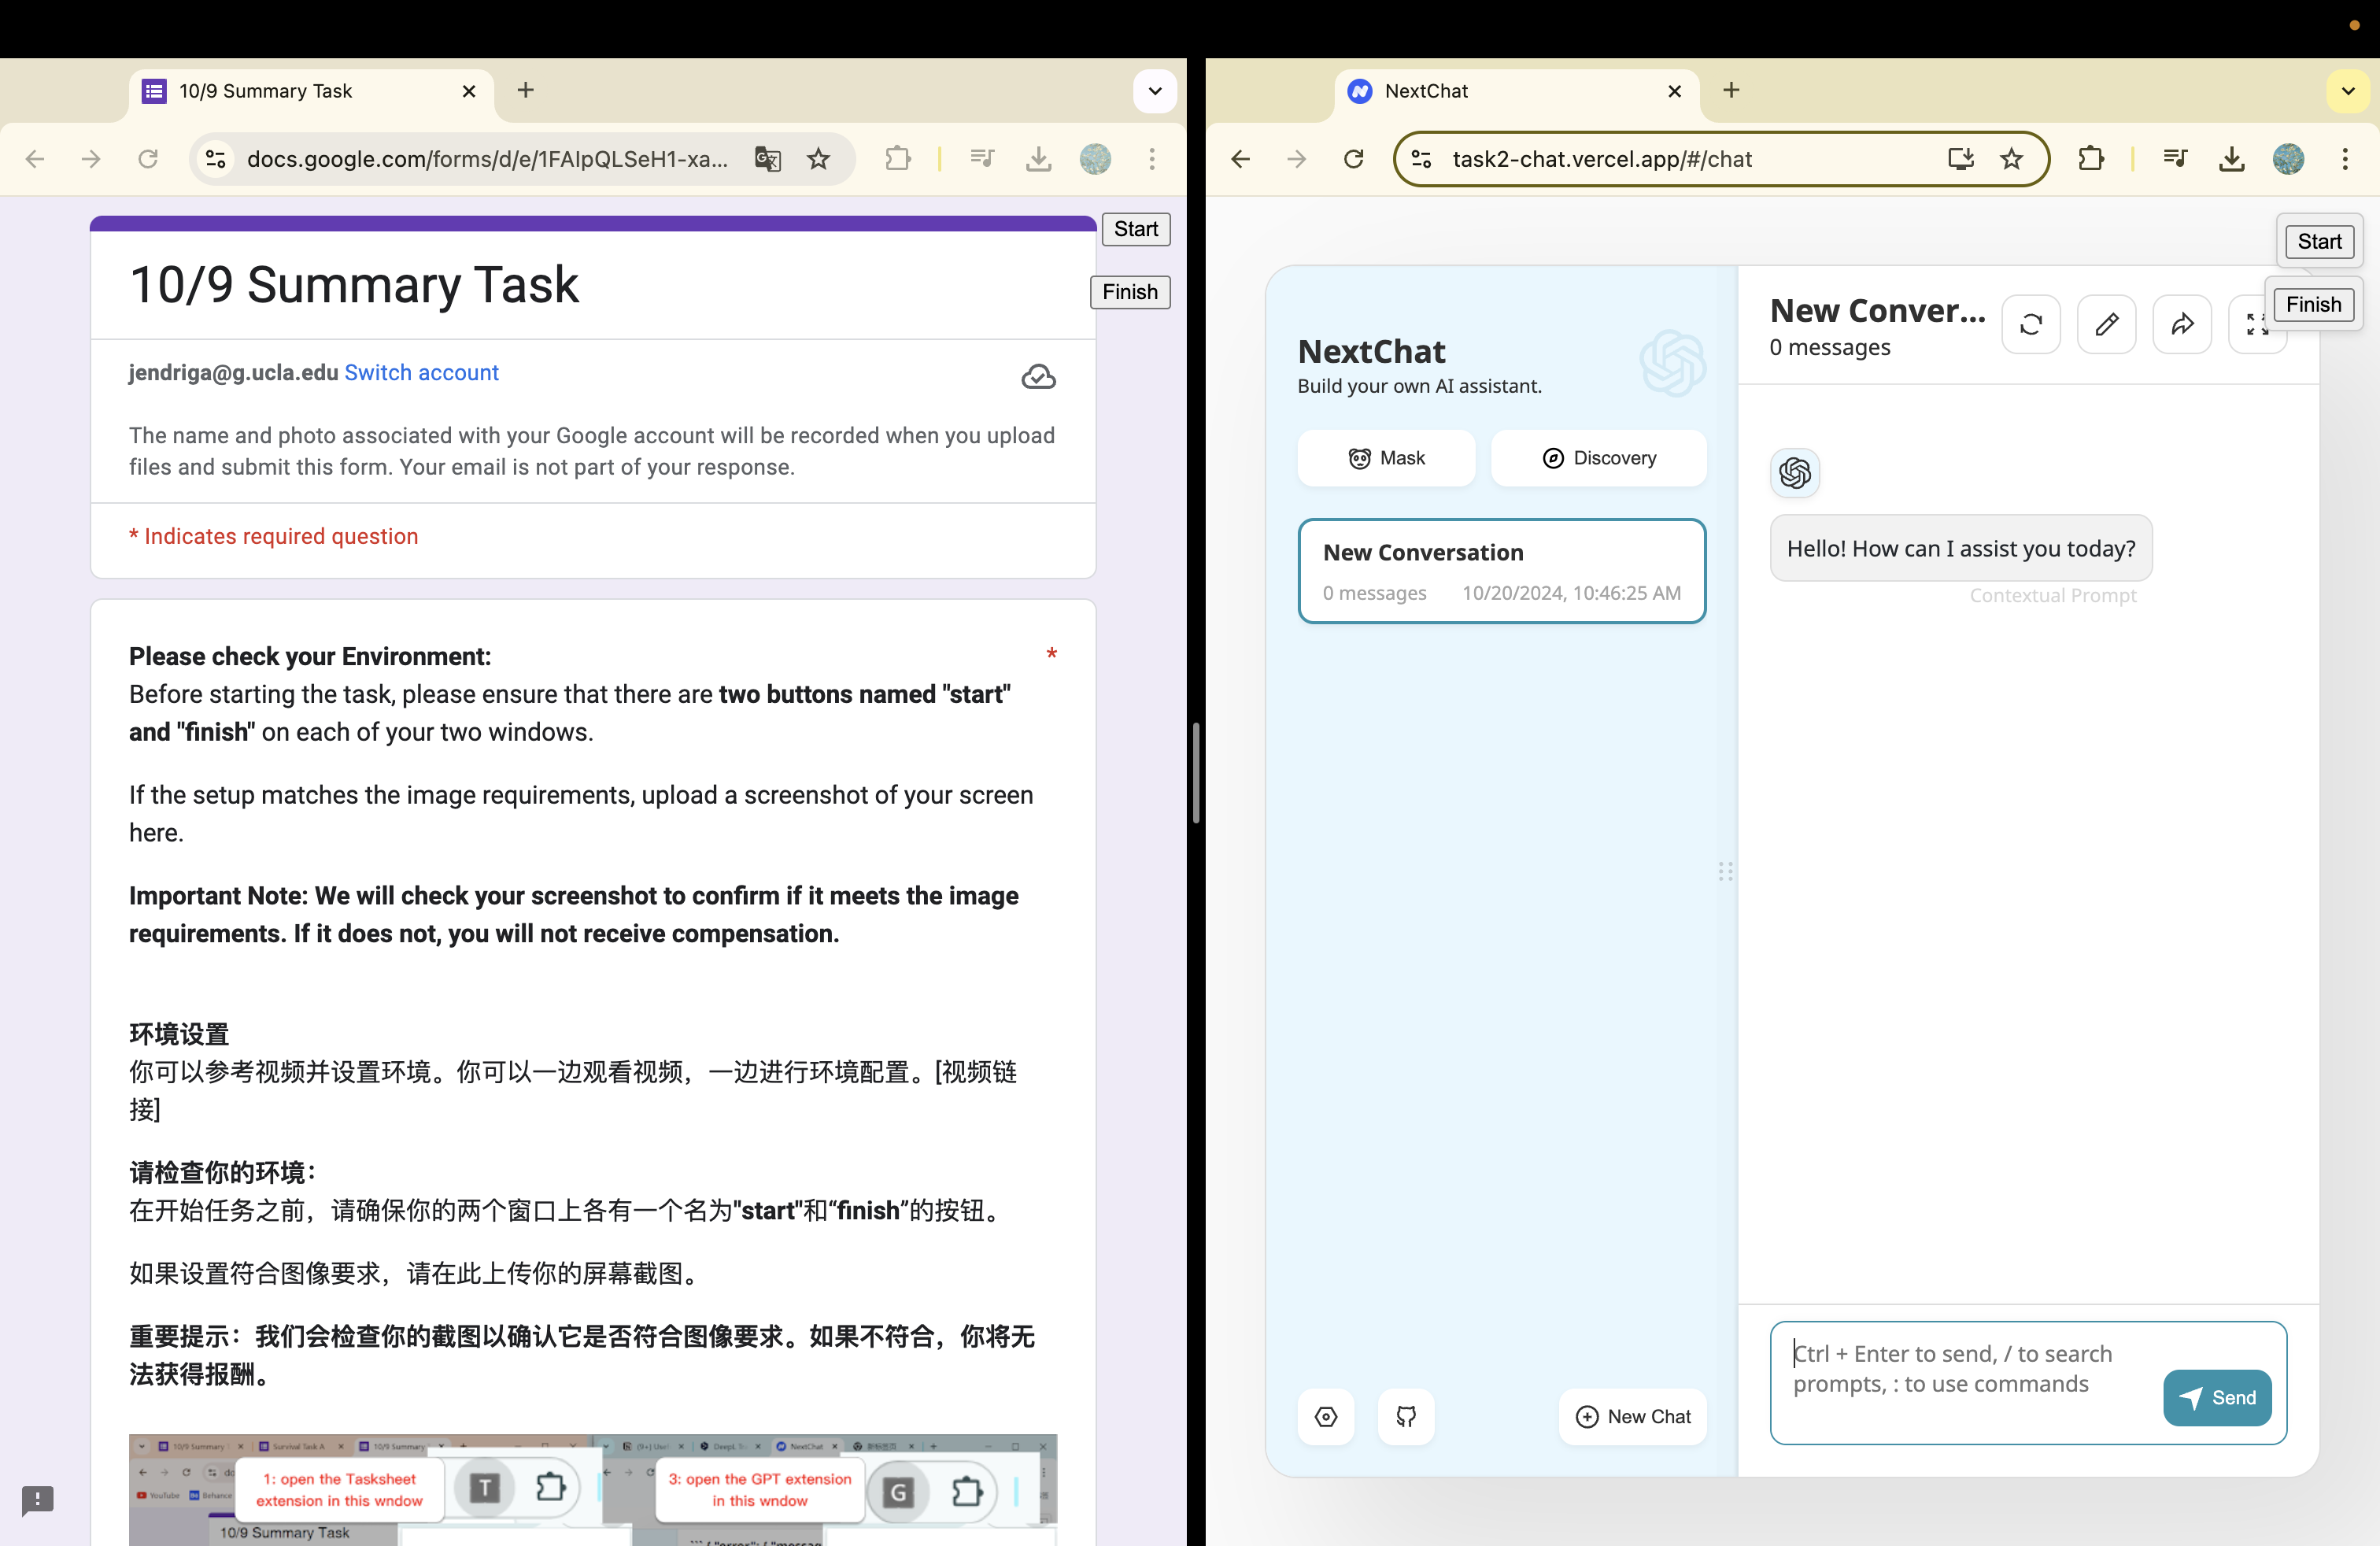 10/9 Summary Task
docs.google.com/forms/d/e/1FAIpQLSeH1-xa...
Start
Finish
10/9 Summary Task
jendriga@g.ucla.edu Switch account
The name and photo associated with your Google account will be recorded when you upload
files and submit this form. Your email is not part of your response.
* Indicates required question
Please check your Environment: *
Before starting the task, please ensure that there are two buttons named "start"
and "finish" on each of your two windows.
If the setup matches the image requirements, upload a screenshot of your screen
here.
Important Note: We will check your screenshot to confirm if it meets the image
requirements. If it does not, you will not receive compensation.
环境设置
你可以参考视频并设置环境。你可以一边观看视频，一边进行环境配置。[视频链
接]
请检查你的环境：
在开始任务之前，请确保你的两个窗口上各有一个名为"start"和“finish”的按钮。
如果设置符合图像要求，请在此上传你的屏幕截图。
重要提示：我们会检查你的截图以确认它是否符合图像要求。如果不符合，你将无
法获得报酬。
10/9 Summary
Survival Task A
10/9 Summary
NextChat
YouTube
Behance
1: open the Tasksheet
extension in this wndow
T
3: open the GPT extension
in this wndow
G
10/9 Summary Task
NextChat
task2-chat.vercel.app/#/chat
Start
Finish
NextChat
Build your own AI assistant.
Mask
Discovery
New Conversation
0 messages 10/20/2024, 10:46:25 AM
New Chat
New Conver...
0 messages
Hello! How can I assist you today?
Contextual Prompt
Ctrl + Enter to send, / to search
prompts, : to use commands
Send